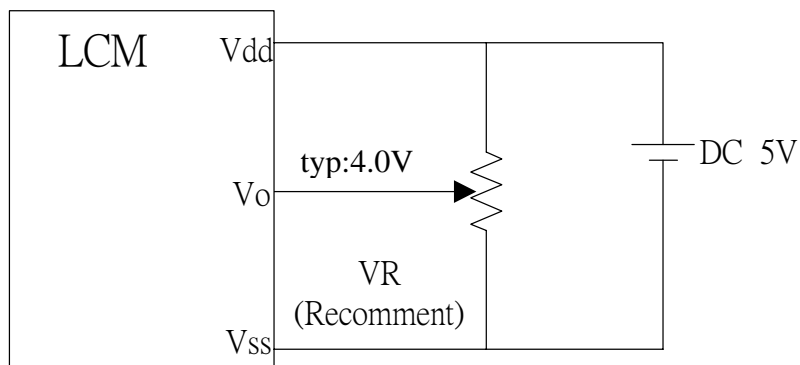 LCM
Vdd
typ:4.0V
DC 5V
Vo
VR
(Recomment)
Vss